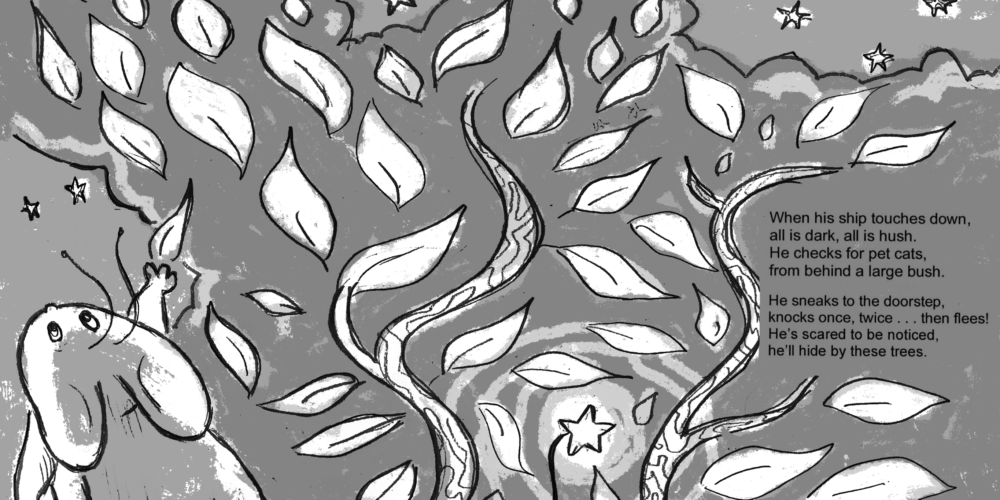 When his ship touches down,
all is dark, all is hush.
He checks for pet cats,
from behind a large bush.
He sneaks to the doorstep,
knocks once, twice . . . then flees!
He’s scared to be noticed,
he’ll hide by these trees.